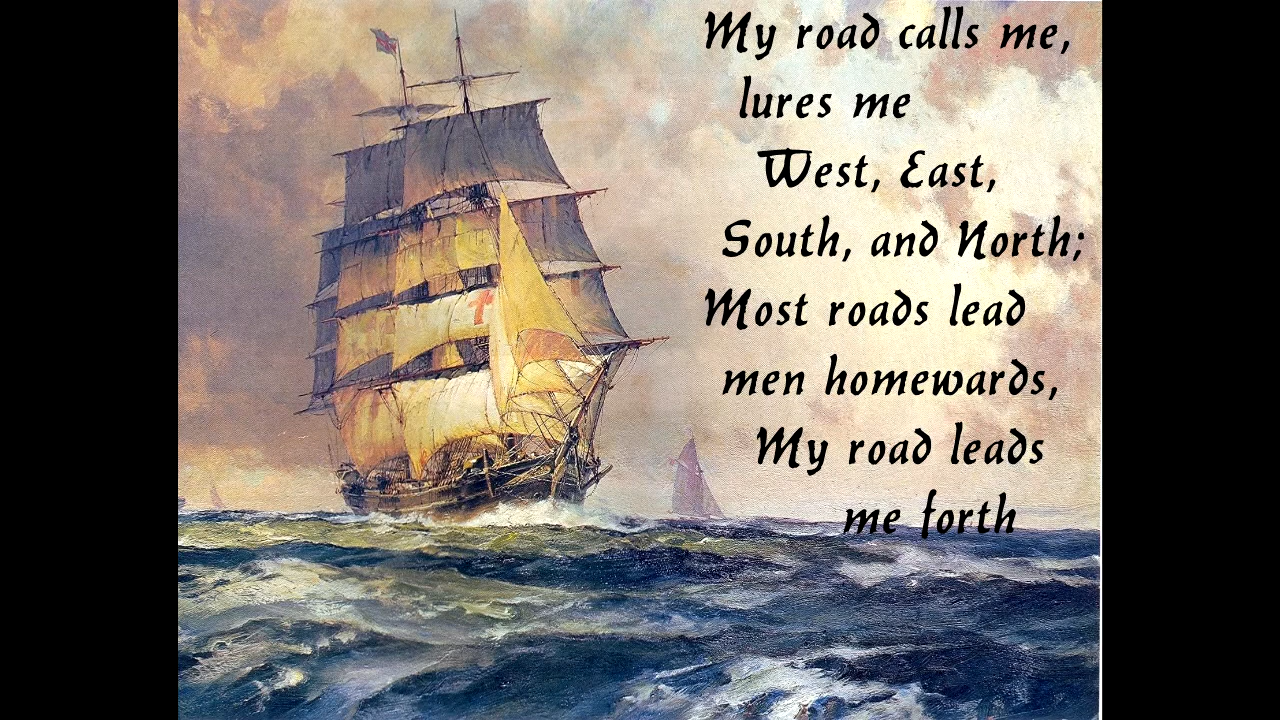 My road calls me,
lures me
West, East,
South, and North;
Most roads lead
men homewards,
My road leads
me forth